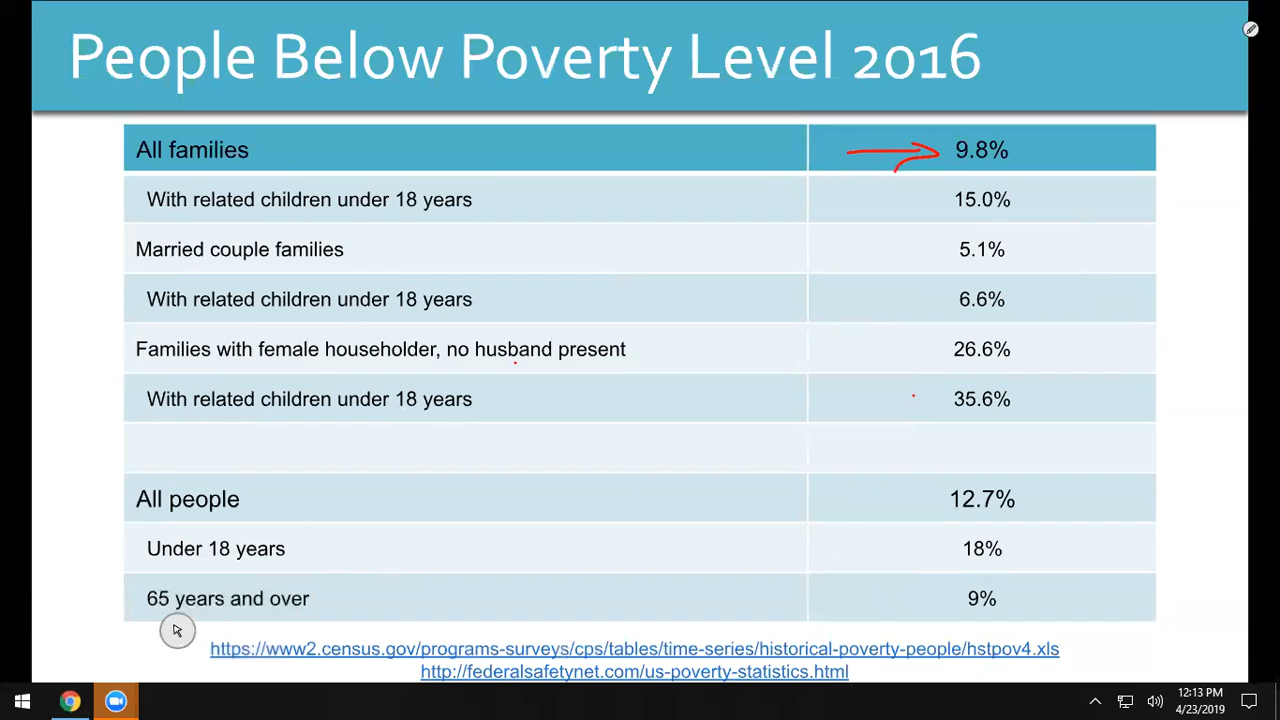 People Below Poverty Level 2016
All families 9.8%
With related children under 18 years 15.0%
Married couple families 5.1%
With related children under 18 years 6.6%
Families with female householder, no husband present 26.6%
With related children under 18 years 35.6%
All people 12.7%
Under 18 years 18%
65 years and over 9%
https://www2.census.gov/programs-surveys/cps/tables/time-series/historical-poverty-people/hstpov4.xls
http://federalsafetynet.com/us-poverty-statistics.html
12:13 PM
4/23/2019